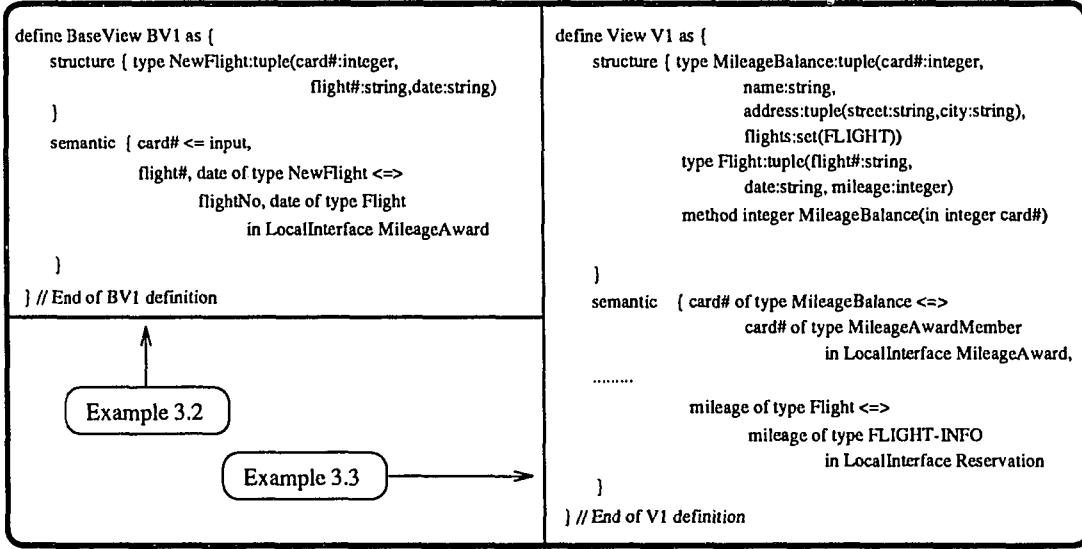 define BaseView BV1 as {
structure { type NewFlight:tuple(card#:integer,
flight#:string,date:string)
}
semantic { card# <= input,
flight#, date of type NewFlight <=>
flightNo, date of type Flight
in LocalInterface MileageAward
}
} // End of BV1 definition
Example 3.2
Example 3.3
define View V1 as {
structure { type MileageBalance:tuple(card#:integer,
name:string,
address:tuple(street:string,city:string),
flights:set(FLIGHT))
type Flight:tuple(flight#:string,
date:string, mileage:integer)
method integer MileageBalance(in integer card#)
}
semantic { card# of type MileageBalance <=>
card# of type MileageAwardMember
in LocalInterface MileageAward,
.........
mileage of type Flight <=>
mileage of type FLIGHT-INFO
in LocalInterface Reservation
}
} // End of V1 definition